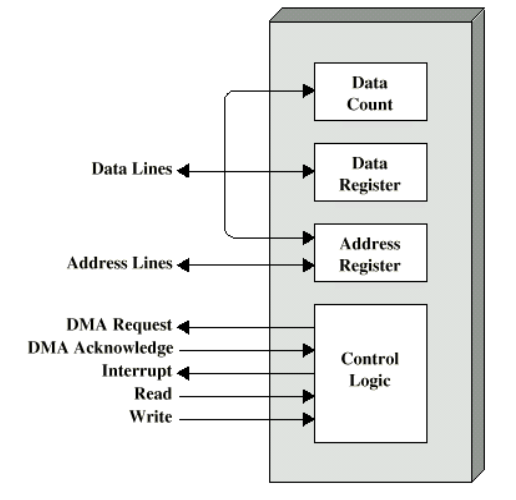 Data
Count
Data Lines
Data
Register
Address
Register
Address Lines
DMA Request
DMA Acknowledge
Interrupt
Read
Write
Control
Logic